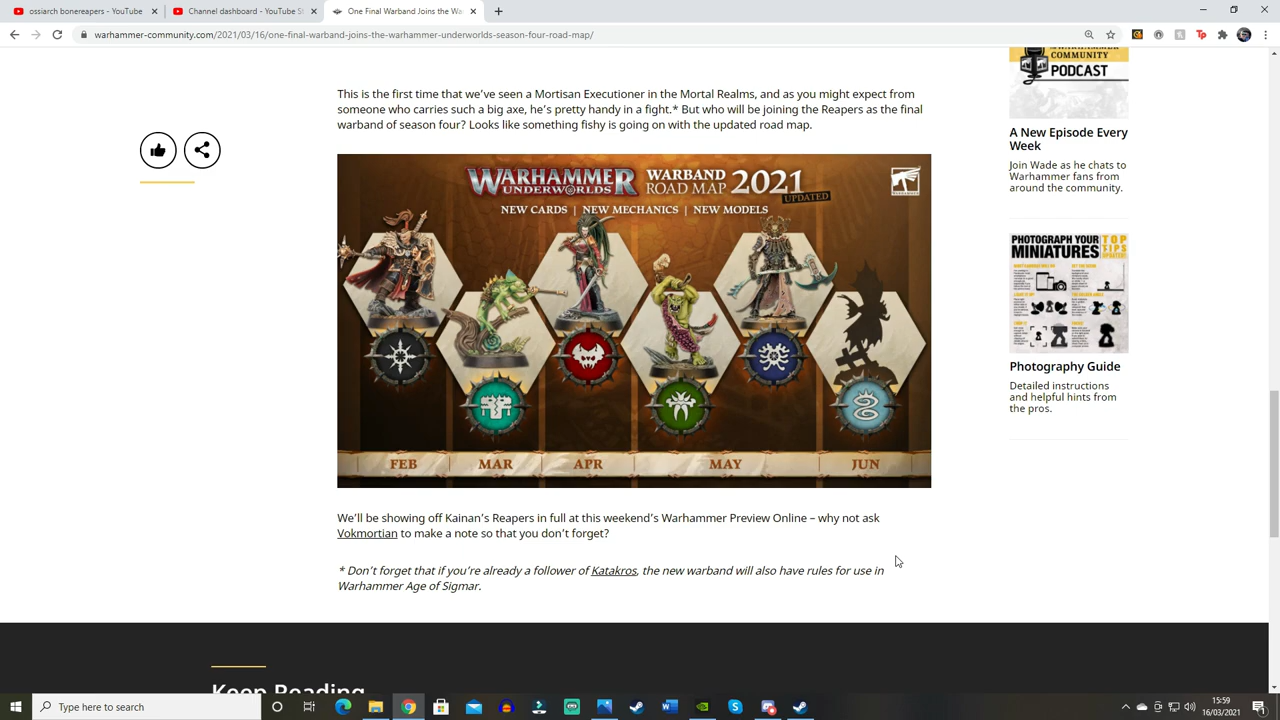 ossiarch bonereapers - YouTube
Channel dashboard - YouTube St
One Final Warband Joins the Wa
warhammer-community.com/2021/03/16/one-final-warband-joins-the-warhammer-underworlds-season-four-road-map/
This is the first time that we've seen a Mortisan Executioner in the Mortal Realms, and as you might expect from
someone who carries such a big axe, he's pretty handy in a fight.* But who will be joining the Reapers as the final
warband of season four? Looks like something fishy is going on with the updated road map.
WARHAMMER
UNDERWORLDS
WARBAND
ROAD MAP 2021
UPDATED
NEW CARDS | NEW MECHANICS | NEW MODELS
FEB
MAR
APR
MAY
JUN
We'll be showing off Kainan's Reapers in full at this weekend's Warhammer Preview Online – why not ask
Vokmortian to make a note so that you don't forget?
* Don't forget that if you're already a follower of Katakros, the new warband will also have rules for use in
Warhammer Age of Sigmar.
COMMUNITY
PODCAST
A New Episode Every
Week
Join Wade as he chats to
Warhammer fans from
around the community.
PHOTOGRAPH YOUR
MINIATURES
TOP
TIPS
Photography Guide
Detailed instructions
and helpful hints from
the pros.
Keep Reading
Type here to search
15:59
16/03/2021